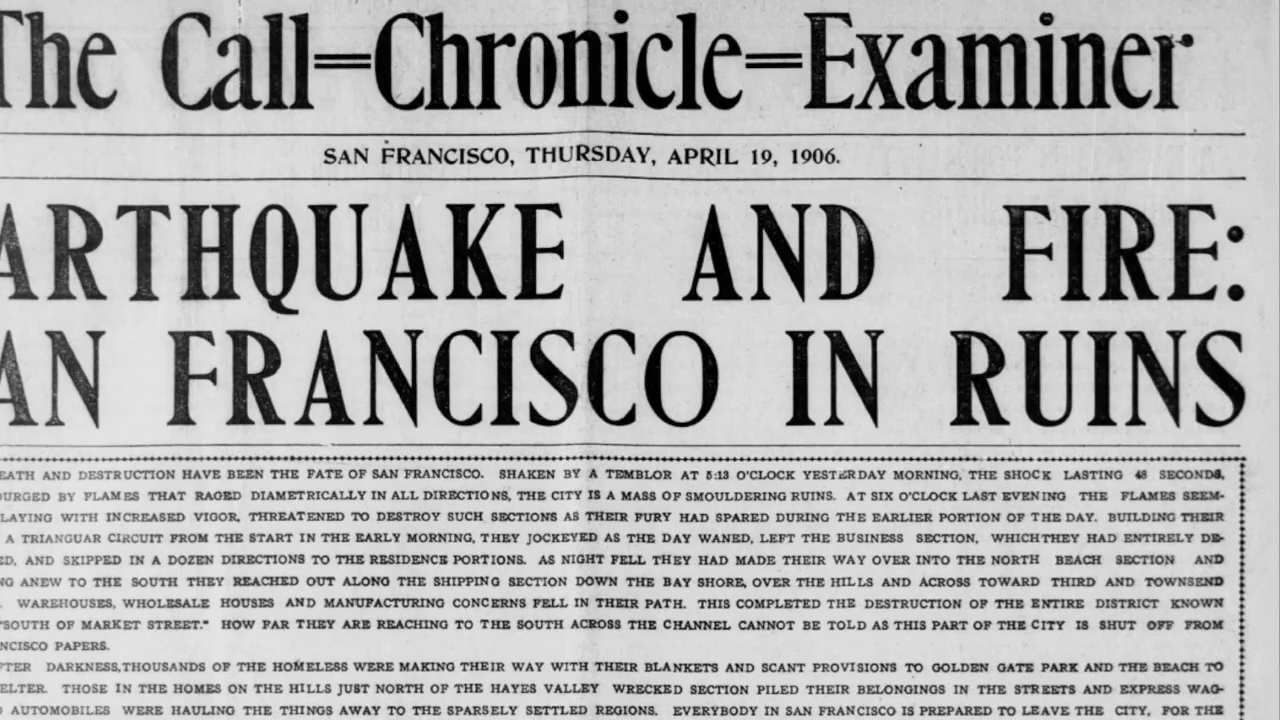 The Call=Chronicle=Examiner
SAN FRANCISCO, THURSDAY, APRIL 19, 1906.
ARTHQUAKE AND FIRE:
AN FRANCISCO IN RUINS
EATH AND DESTRUCTION HAVE BEEN THE FATE OF SAN FRANCISCO. SHAKEN BY A TEMBLOR AT 5:13 O'CLOCK YESTERDAY MORNING, THE SHOCK LASTING 48 SECONDS,
OURGED BY FLAMES THAT RAGED DIAMETRICALLY IN ALL DIRECTIONS, THE CITY IS A MASS OF SMOULDERING RUINS. AT SIX O'CLOCK LAST EVENING THE FLAMES SEEM-
LAYING WITH INCREASED VIGOR, THREATENED TO DESTROY SUCH SECTIONS AS THEIR FURY HAD SPARED DURING THE EARLIER PORTION OF THE DAY. BUILDING THEIR
A TRIANGUAR CIRCUIT FROM THE START IN THE EARLY MORNING, THEY JOCKEYED AS THE DAY WANED, LEFT THE BUSINESS SECTION, WHICHTHEY HAD ENTIRELY DE-
ED, AND SKIPPED IN A DOZEN DIRECTIONS TO THE RESIDENCE PORTIONS. AS NIGHT FELL THEY HAD MADE THEIR WAY OVER INTO THE NORTH BEACH SECTION AND
NG ANEW TO THE SOUTH THEY REACHED OUT ALONG THE SHIPPING SECTION DOWN THE BAY SHORE, OVER THE HILLS AND ACROSS TOWARD THIRD AND TOWNSEND
. WAREHOUSES, WHOLESALE HOUSES AND MANUFACTURING CONCERNS FELL IN THEIR PATH. THIS COMPLETED THE DESTRUCTION OF THE ENTIRE DISTRICT KNOWN
"SOUTH OF MARKET STREET." HOW FAR THEY ARE REACHING TO THE SOUTH ACROSS THE CHANNEL CANNOT BE TOLD AS THIS PART OF THE CITY IS SHUT OFF FROM
NCISCO PAPERS.
FTER DARKNESS,THOUSANDS OF THE HOMELESS WERE MAKING THEIR WAY WITH THEIR BLANKETS AND SCANT PROVISIONS TO GOLDEN GATE PARK AND THE BEACH TO
ELTER. THOSE IN THE HOMES ON THE HILLS JUST NORTH OF THE HAYES VALLEY WRECKED SECTION PILED THEIR BELONGINGS IN THE STREETS AND EXPRESS WAG-
D AUTOMOBILES WERE HAULING THE THINGS AWAY TO THE SPARSELY SETTLED REGIONS. EVERYBODY IN SAN FRANCISCO IS PREPARED TO LEAVE THE CITY, FOR THE